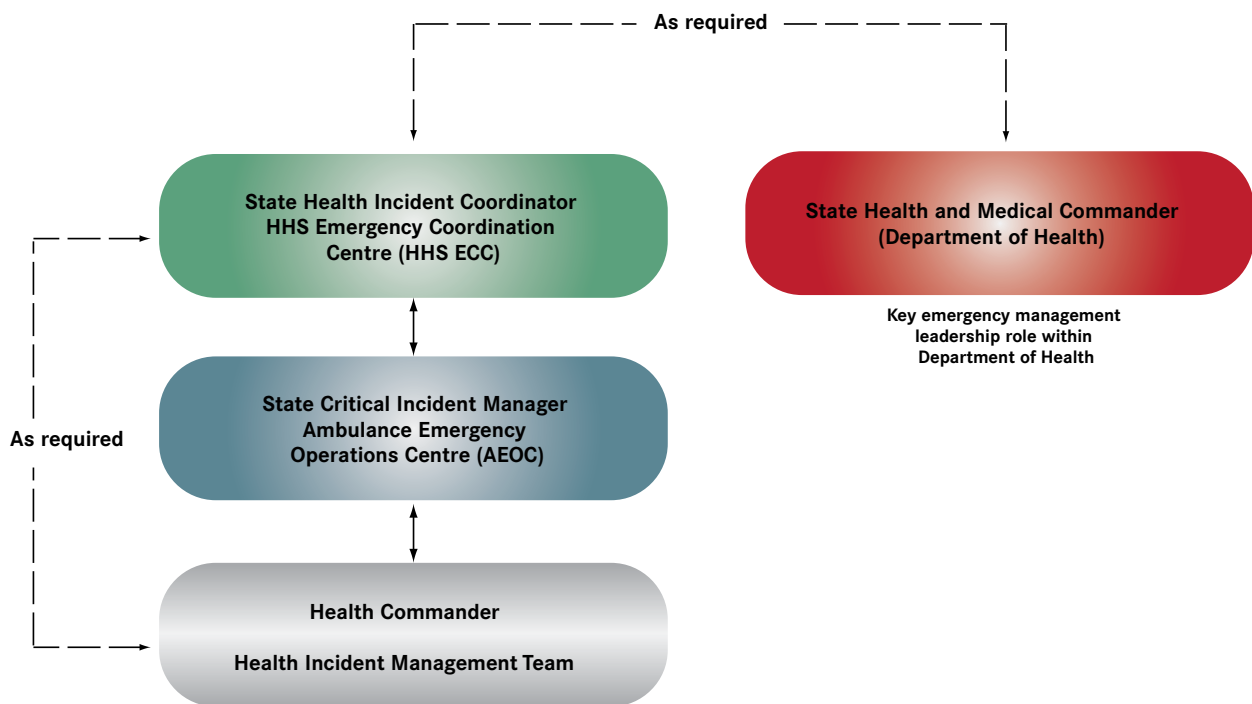 As required
State Health Incident Coordinator
HHS Emergency Coordination
Centre (HHS ECC)
State Health and Medical Commander
(Department of Health)
Key emergency management
leadership role within
Department of Health
State Critical Incident Manager
Ambulance Emergency
Operations Centre (AEOC)
As required
Health Commander
Health Incident Management Team